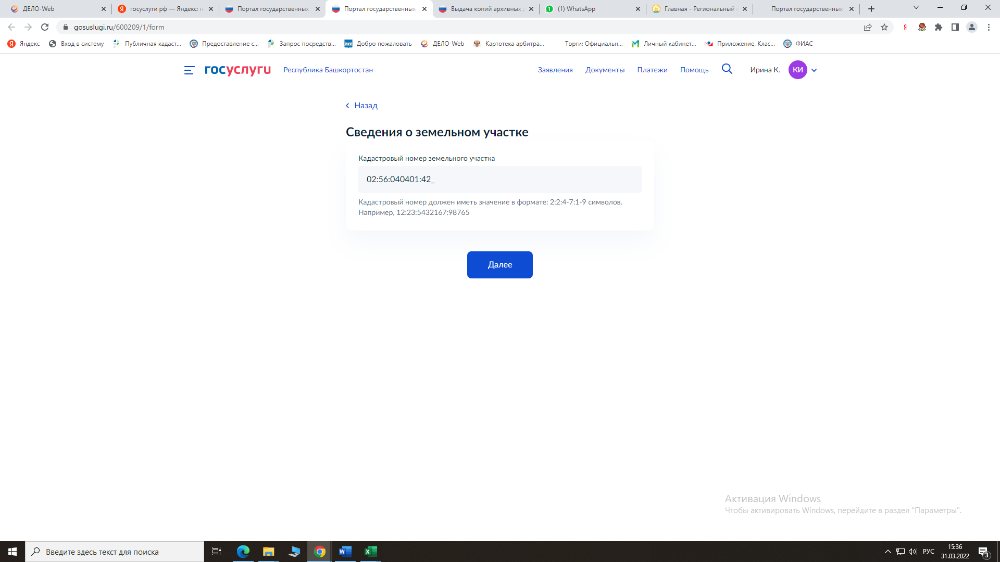 ДЕЛО-Web
госуслуги рф — Яндекс: н
Портал государственных
Портал государственных
Выдача копий архивных
(1) WhatsApp
Главная - Региональный
Портал государственных
gosuslugi.ru/600209/1/form
Яндекс
Вход в систему
Публичная кадаст...
Предоставление с...
Запрос посредств...
Добро пожаловать
ДЕЛО-Web
Картотека арбитра...
Торги: Официальн...
Личный кабинет...
Приложение. Клас...
ФИАС
госуслуги
Республика Башкортостан
Заявления
Документы
Платежи
Помощь
Ирина К.
КИ
Назад
Сведения о земельном участке
Кадастровый номер земельного участка
02:56:040401:42_
Кадастровый номер должен иметь значение в формате: 2:2:4-7:1-9 символов.
Например, 12:23:5432167:98765
Далее
Активация Windows
Чтобы активировать Windows, перейдите в раздел "Параметры".
Введите здесь текст для поиска
РУС
15:36
31.03.2022
3